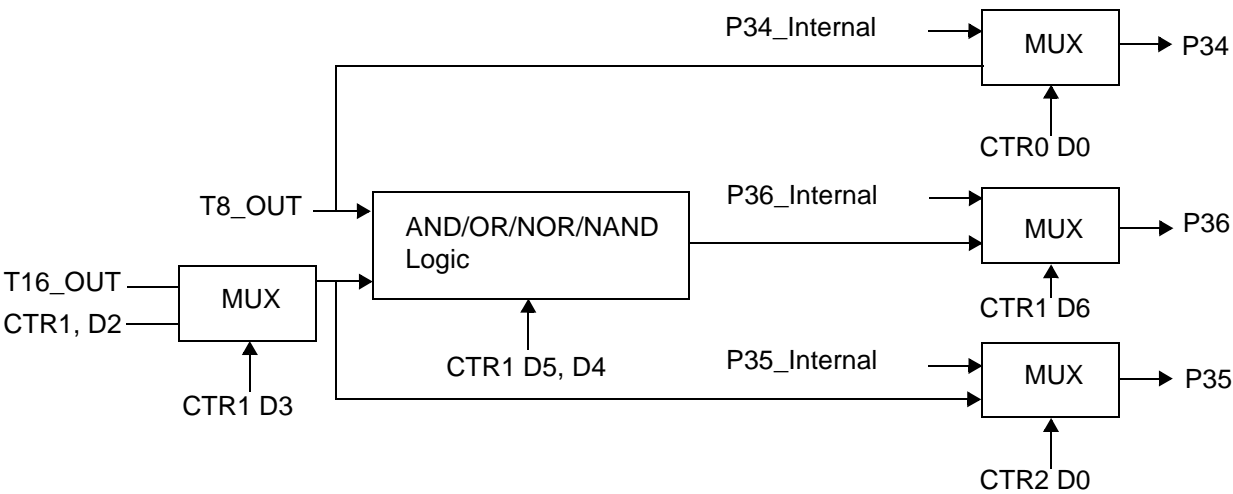 P34_Internal
MUX
P34
CTR0 D0
T8_OUT
AND/OR/NOR/NAND
Logic
P36_Internal
MUX
P36
CTR1 D6
T16_OUT
CTR1, D2
MUX
CTR1 D3
CTR1 D5, D4
P35_Internal
MUX
P35
CTR2 D0